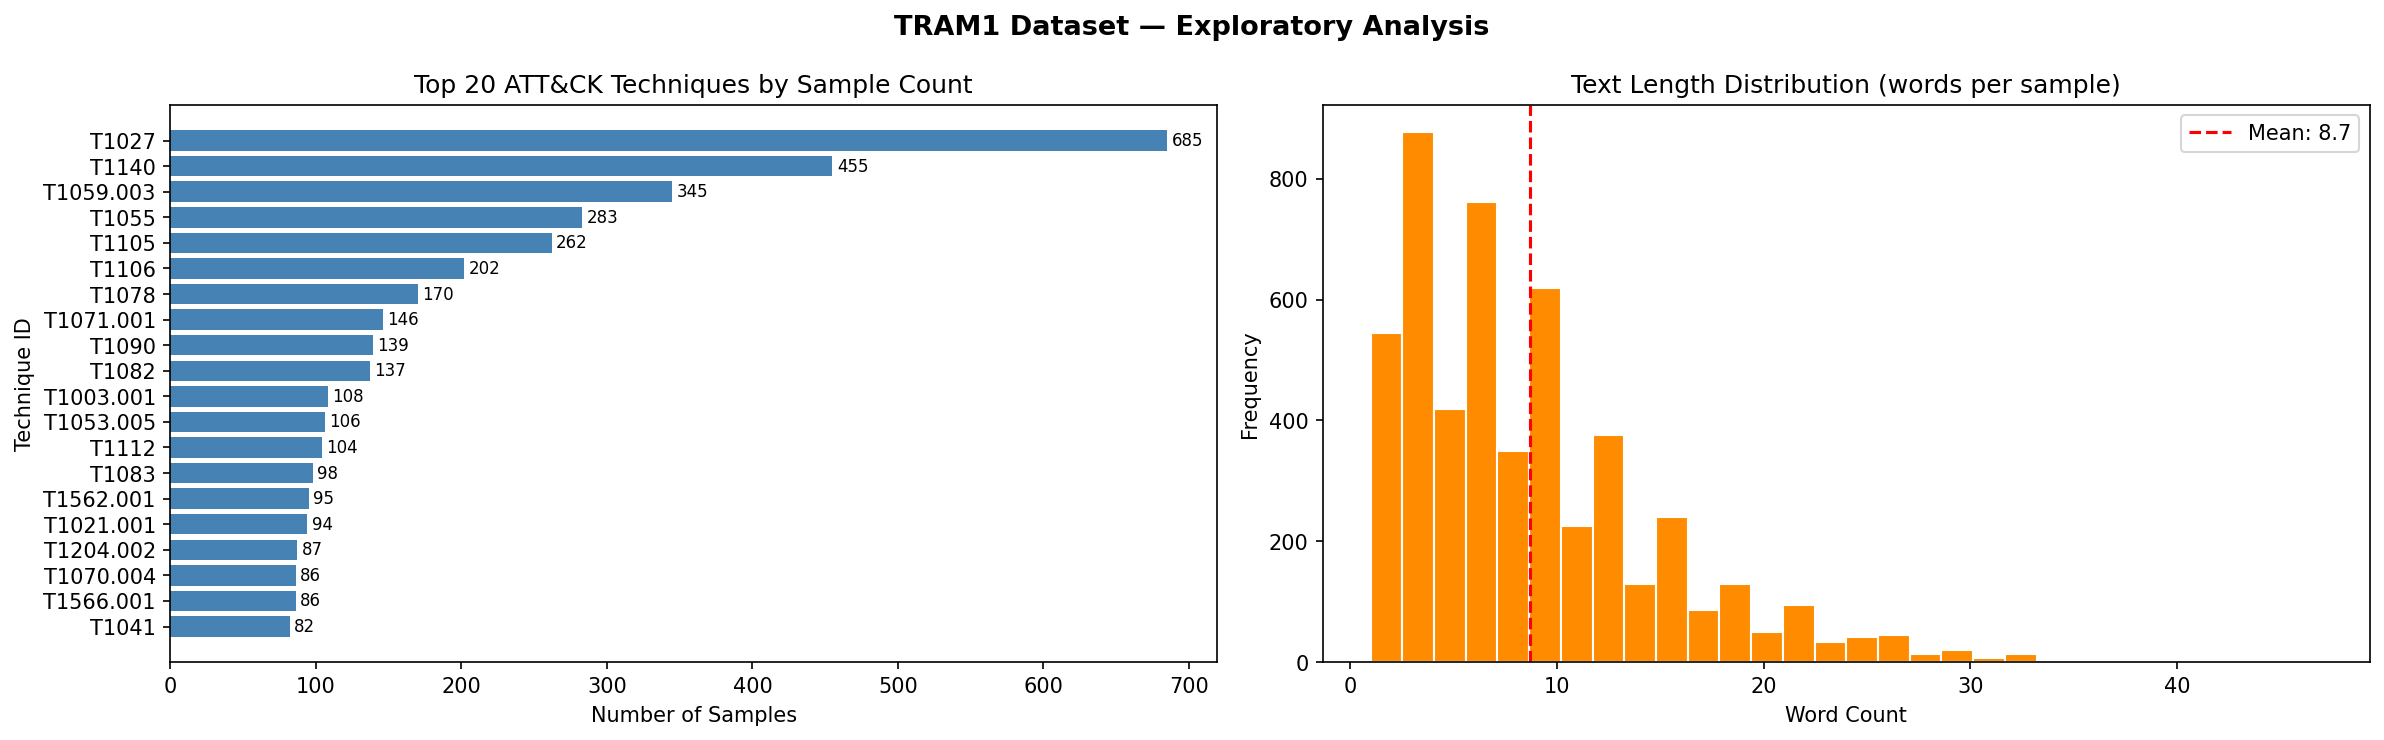 TRAM1 Dataset — Exploratory Analysis
Top 20 ATT&CK Techniques by Sample Count
Technique ID
T1027 685
T1140 455
T1059.003 345
T1055 283
T1105 262
T1106 202
T1078 170
T1071.001 146
T1090 139
T1082 137
T1003.001 108
T1053.005 106
T1112 104
T1083 98
T1562.001 95
T1021.001 94
T1204.002 87
T1070.004 86
T1566.001 86
T1041 82
0 100 200 300 400 500 600 700
Number of Samples
Text Length Distribution (words per sample)
Mean: 8.7
Frequency
800
600
400
200
0
0 10 20 30 40
Word Count